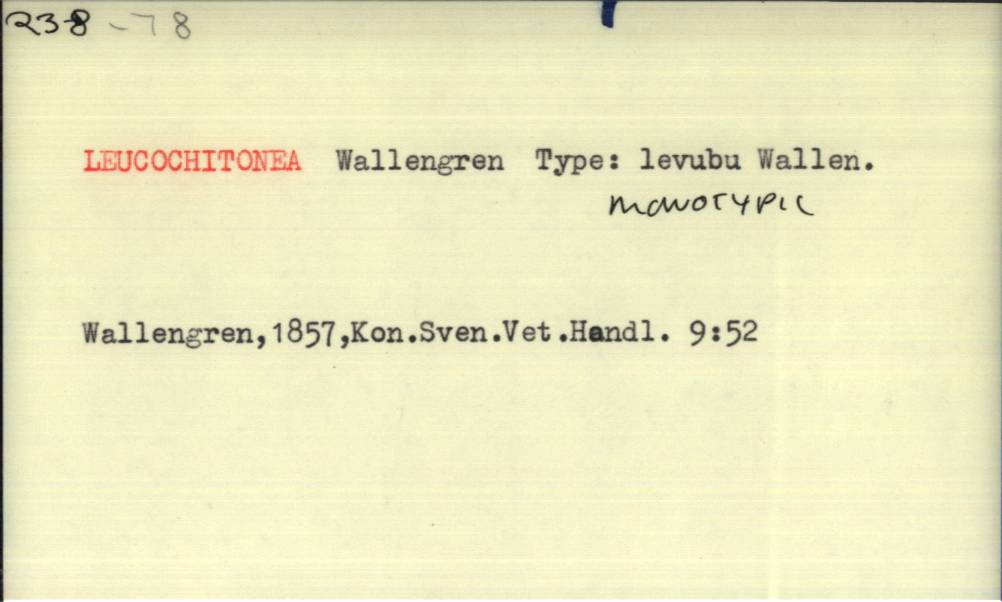 238 - 78
LEUCOCHITONEA Wallengren Type: levubu Wallen.
monotypic
Wallengren,1857,Kon.Sven.Vet.Handl. 9:52